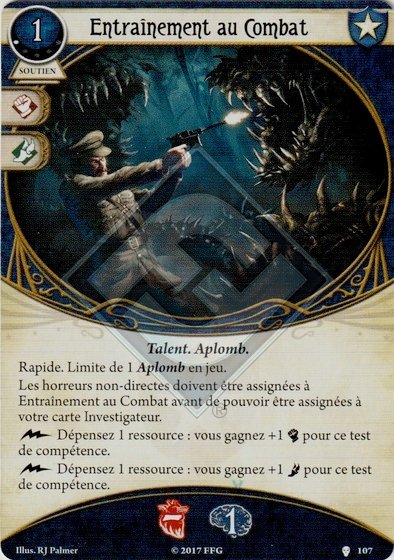 1
Entraînement au Combat
SOUTIEN
Talent. Aplomb.
Rapide. Limite de 1 Aplomb en jeu.
Les horreurs non-directes doivent être assignées à
Entraînement au Combat avant de pouvoir être assignées à
votre carte Investigateur.
Dépensez 1 ressource : vous gagnez +1 pour ce test
de compétence.
Dépensez 1 ressource : vous gagnez +1 pour ce test
de compétence.
1
Illus. RJ Palmer
© 2017 FFG
107